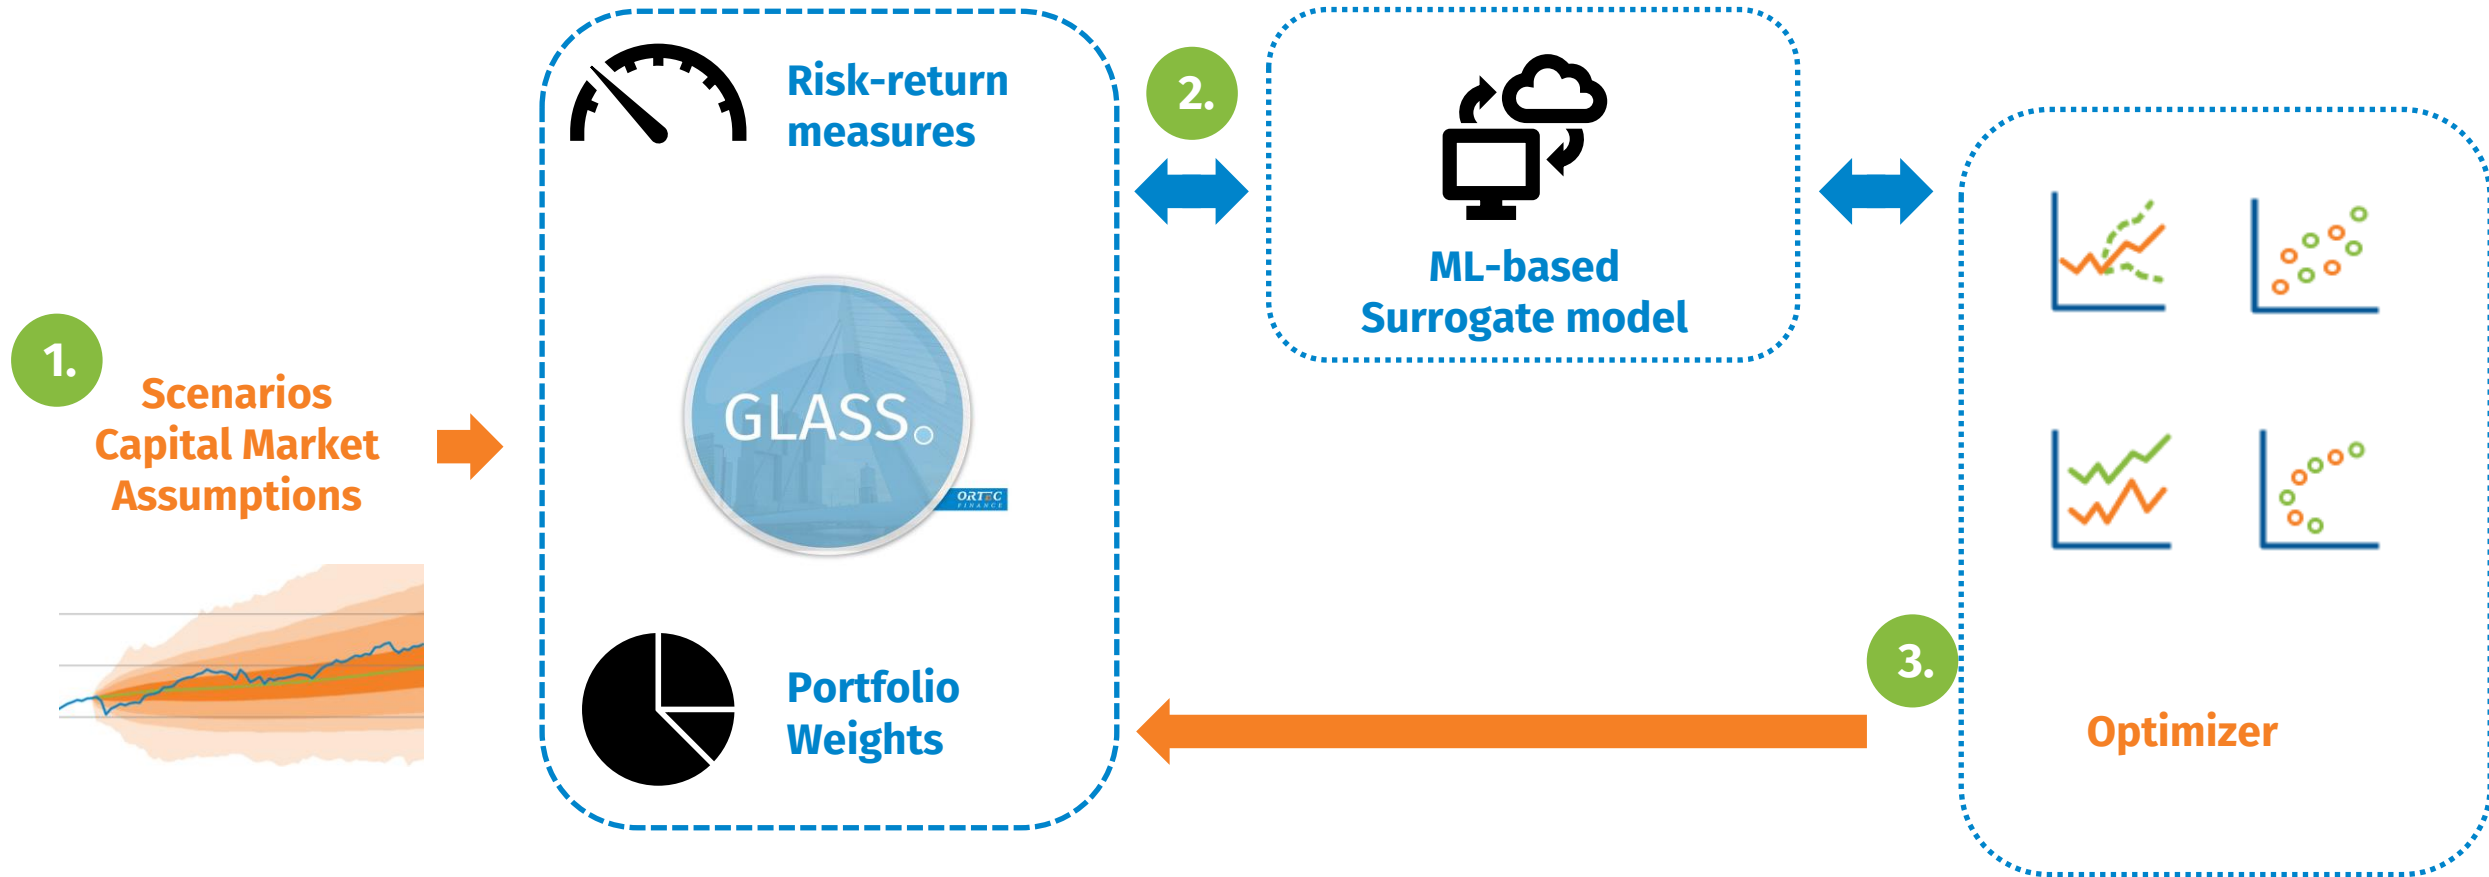 1.
Scenarios
Capital Market
Assumptions
Risk-return
measures
GLASS
ORTEC
FINANCE
Portfolio
Weights
2.
ML-based
Surrogate model
3.
Optimizer